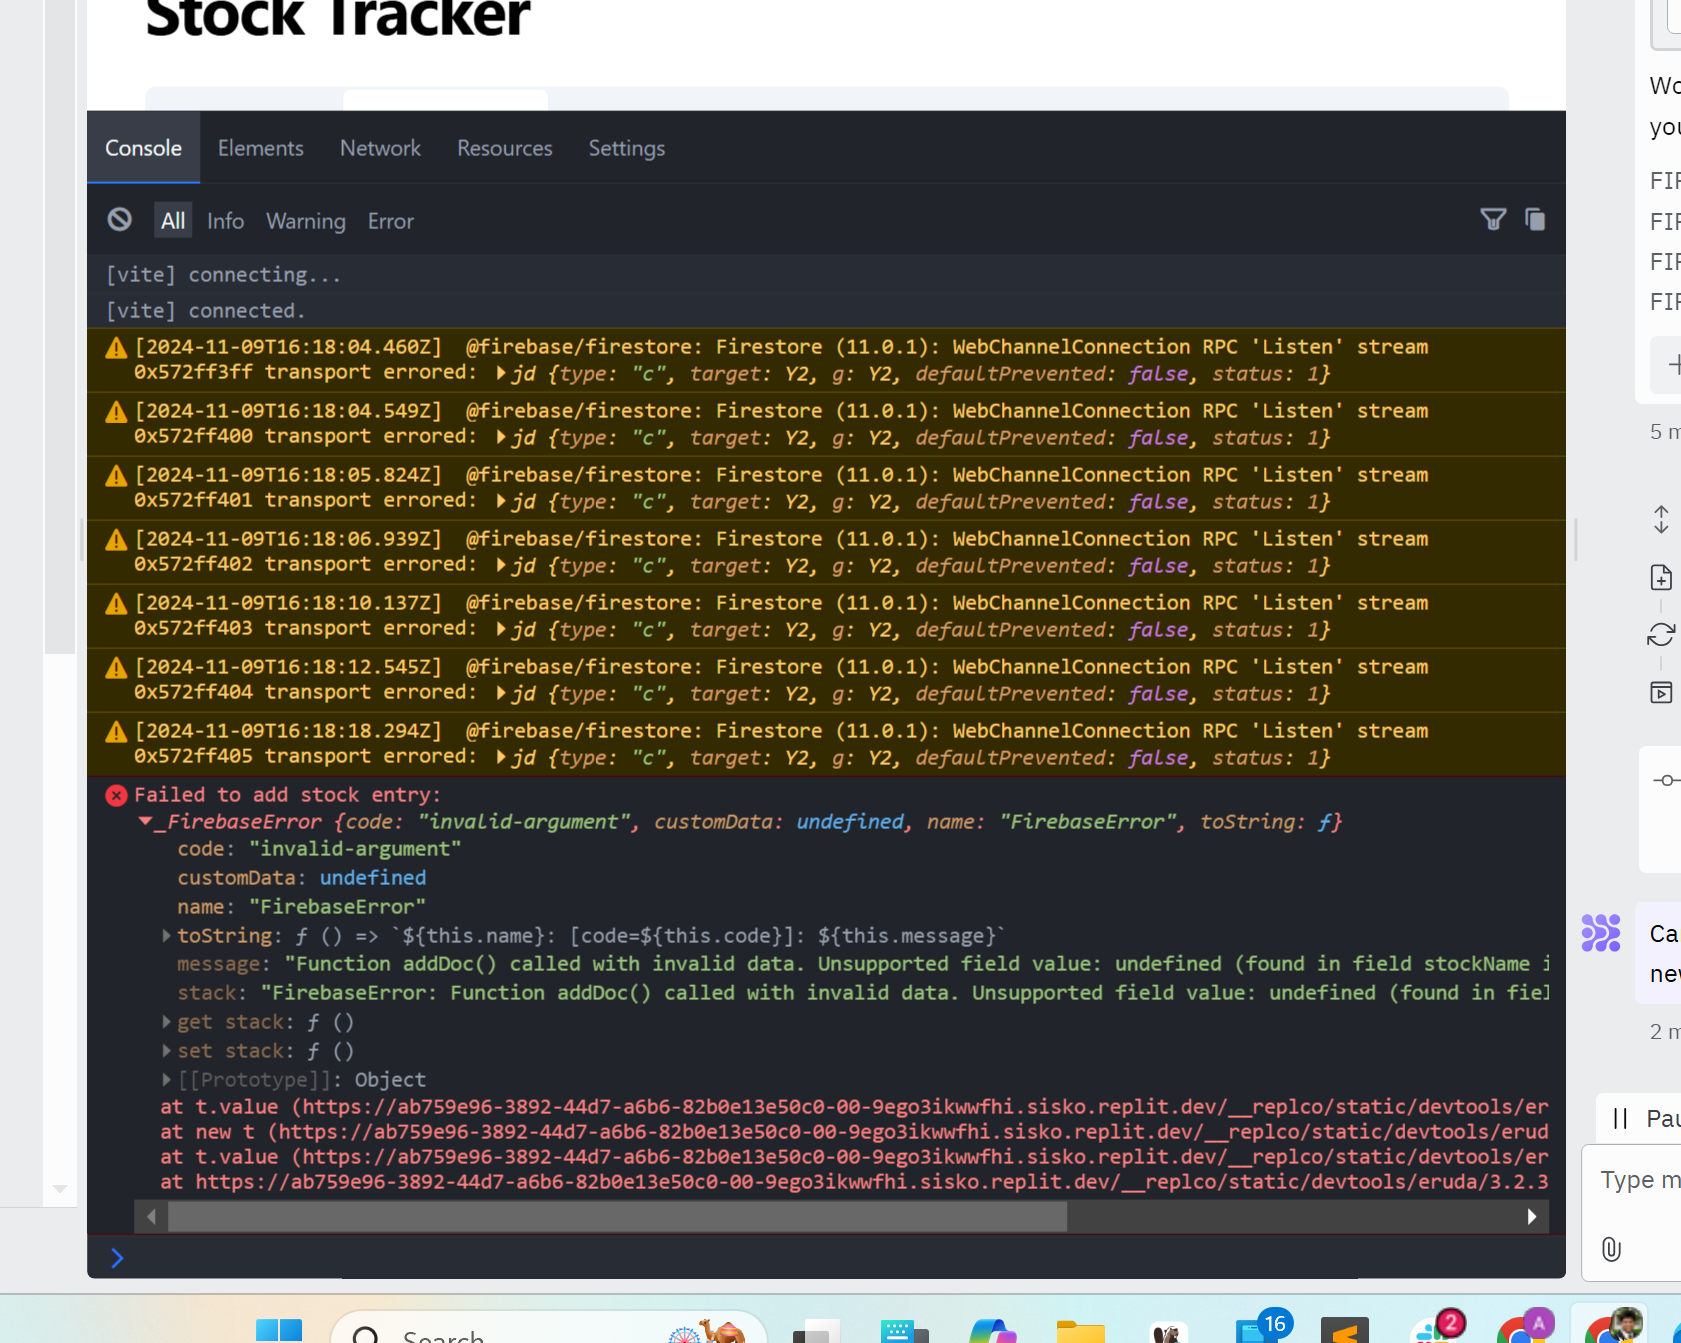 Stock Tracker
Console Elements Network Resources Settings
All Info Warning Error
[vite] connecting...
[vite] connected.
[2024-11-09T16:18:04.460Z]  @firebase/firestore: Firestore (11.0.1): WebChannelConnection RPC 'Listen' stream
0x572ff3ff transport errored: jd {type: "c", target: Y2, g: Y2, defaultPrevented: false, status: 1}
[2024-11-09T16:18:04.549Z]  @firebase/firestore: Firestore (11.0.1): WebChannelConnection RPC 'Listen' stream
0x572ff400 transport errored: jd {type: "c", target: Y2, g: Y2, defaultPrevented: false, status: 1}
[2024-11-09T16:18:05.824Z]  @firebase/firestore: Firestore (11.0.1): WebChannelConnection RPC 'Listen' stream
0x572ff401 transport errored: jd {type: "c", target: Y2, g: Y2, defaultPrevented: false, status: 1}
[2024-11-09T16:18:06.939Z]  @firebase/firestore: Firestore (11.0.1): WebChannelConnection RPC 'Listen' stream
0x572ff402 transport errored: jd {type: "c", target: Y2, g: Y2, defaultPrevented: false, status: 1}
[2024-11-09T16:18:10.137Z]  @firebase/firestore: Firestore (11.0.1): WebChannelConnection RPC 'Listen' stream
0x572ff403 transport errored: jd {type: "c", target: Y2, g: Y2, defaultPrevented: false, status: 1}
[2024-11-09T16:18:12.545Z]  @firebase/firestore: Firestore (11.0.1): WebChannelConnection RPC 'Listen' stream
0x572ff404 transport errored: jd {type: "c", target: Y2, g: Y2, defaultPrevented: false, status: 1}
[2024-11-09T16:18:18.294Z]  @firebase/firestore: Firestore (11.0.1): WebChannelConnection RPC 'Listen' stream
0x572ff405 transport errored: jd {type: "c", target: Y2, g: Y2, defaultPrevented: false, status: 1}
Failed to add stock entry:
_FirebaseError {code: "invalid-argument", customData: undefined, name: "FirebaseError", toString: ƒ}
code: "invalid-argument"
customData: undefined
name: "FirebaseError"
toString: ƒ () => `${this.name}: [code=${this.code}]: ${this.message}`
message: "Function addDoc() called with invalid data. Unsupported field value: undefined (found in field stockName i
stack: "FirebaseError: Function addDoc() called with invalid data. Unsupported field value: undefined (found in fiel
get stack: ƒ ()
set stack: ƒ ()
[[Prototype]]: Object
at t.value (https://ab759e96-3892-44d7-a6b6-82b0e13e50c0-00-9ego3ikwwfhi.sisko.replit.dev/__replco/static/devtools/er
at new t (https://ab759e96-3892-44d7-a6b6-82b0e13e50c0-00-9ego3ikwwfhi.sisko.replit.dev/__replco/static/devtools/erud
at t.value (https://ab759e96-3892-44d7-a6b6-82b0e13e50c0-00-9ego3ikwwfhi.sisko.replit.dev/__replco/static/devtools/er
at https://ab759e96-3892-44d7-a6b6-82b0e13e50c0-00-9ego3ikwwfhi.sisko.replit.dev/__replco/static/devtools/eruda/3.2.3
Wo
you
5 m
Ca
new
2 m
Pau
Type m
Search
16
2
A